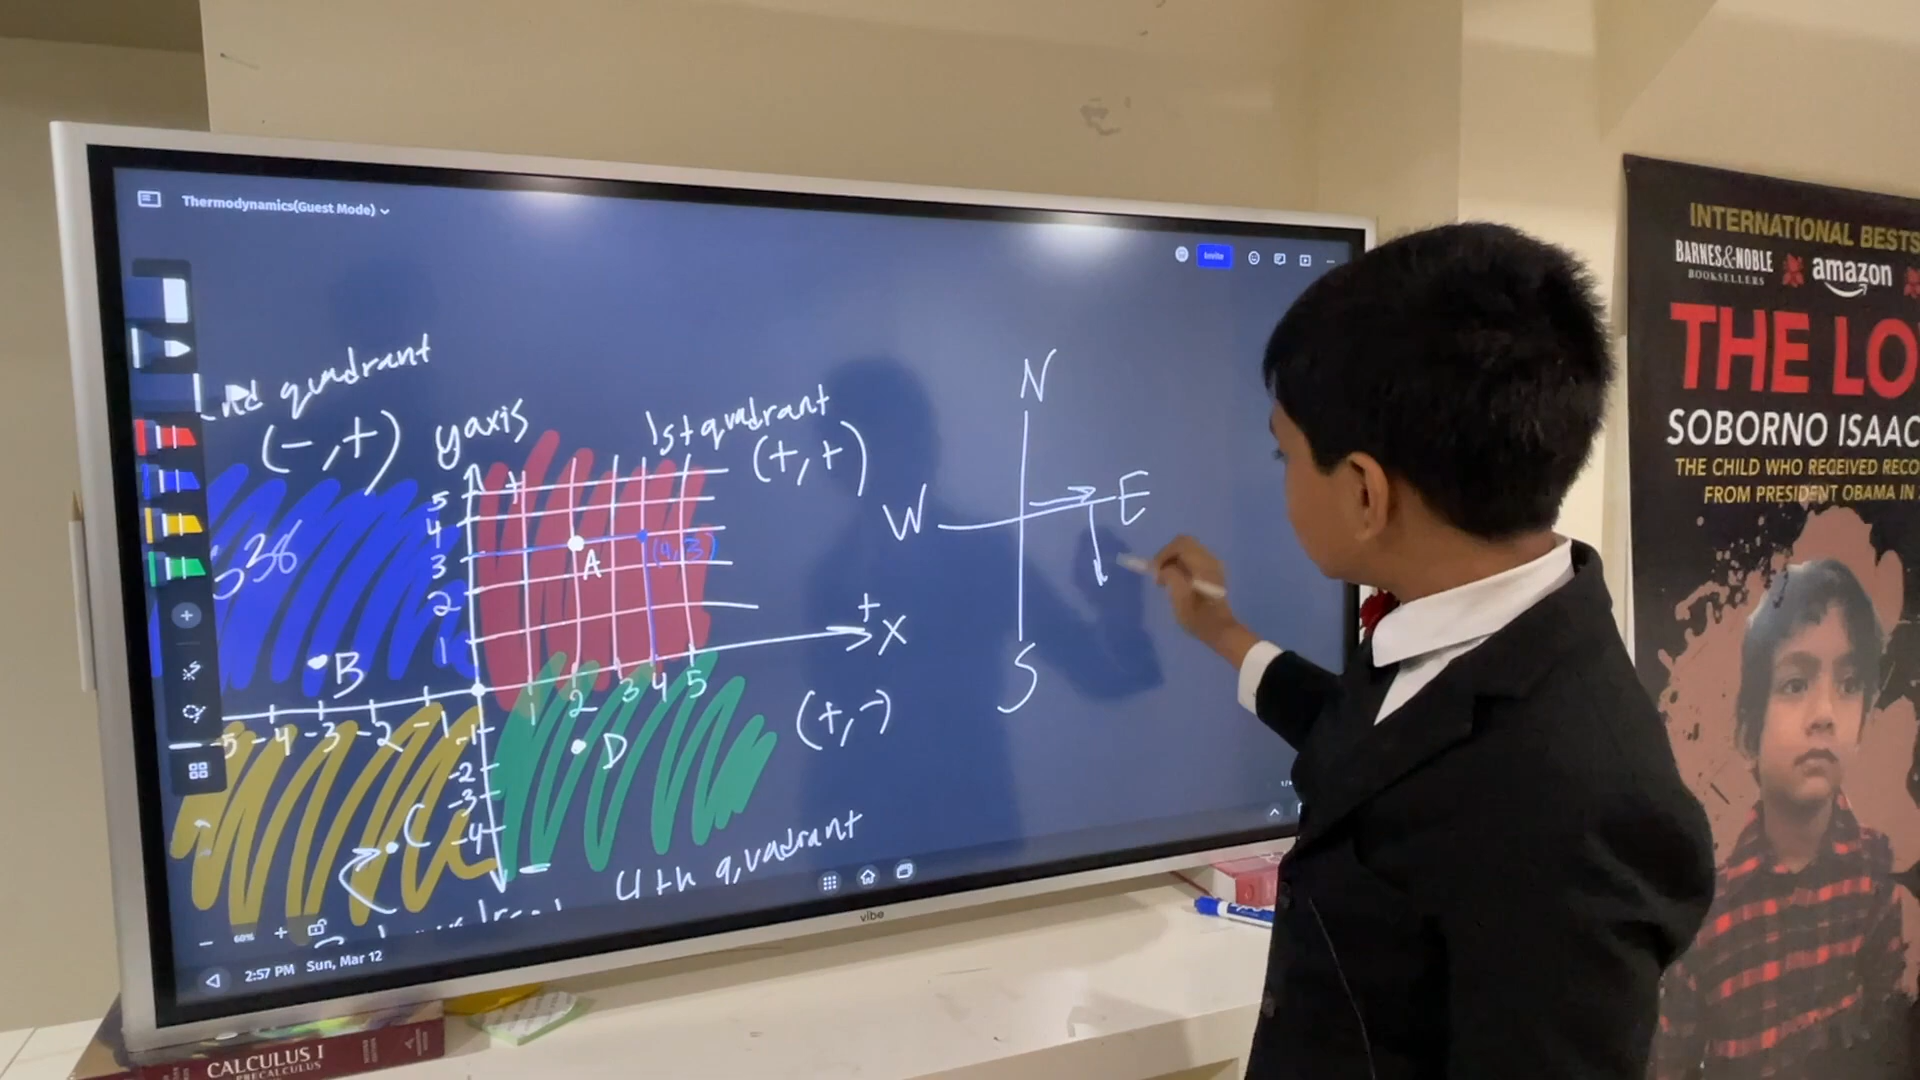 Thermodynamics(Guest Mode)
Invite
quadrant
(-,+)
y axis
1st quadrant
(+,+)
+
5
4
3
2
1
A
(4,3)
538
B
+
X
1 2 3 4 5
5 -4 -3 -2 -1
-1
-2
-3
-4
D
(+,-)
C
-
4th quadrant
N
W
E
S
60%
2:57 PM Sun, Mar 12
vibe
CALCULUS I
PRECALCULUS
INTERNATIONAL BESTS
BARNES & NOBLE
BOOKSELLERS
amazon
THE LO
SOBORNO ISAAC
THE CHILD WHO RECEIVED RECO
FROM PRESIDENT OBAMA IN